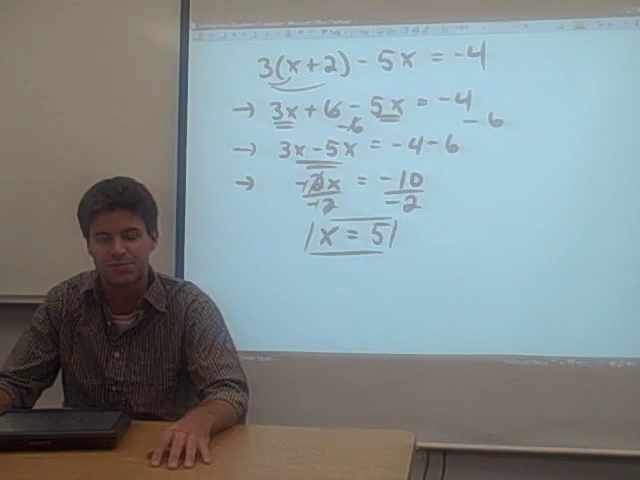 3(x+2) - 5x = -4
→ 3x + 6 - 5x = -4
-6 - 6
→ 3x - 5x = -4 - 6
→ -2x = -10
-2 -2
|x = 5|